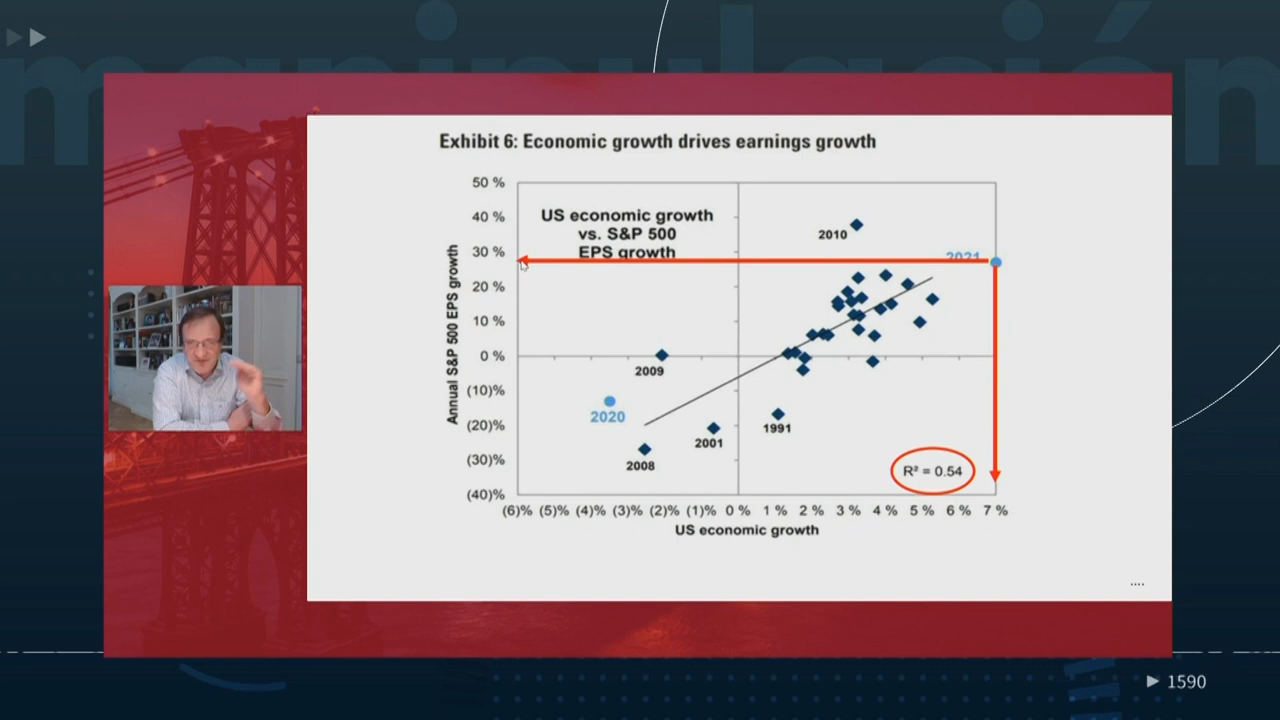 manipulación
Exhibit 6: Economic growth drives earnings growth
US economic growth
vs. S&P 500
EPS growth
Annual S&P 500 EPS growth
50 %
40 %
30 %
20 %
10 %
0 %
(10)%
(20)%
(30)%
(40)%
2010
2021
2009
2020
2008
2001
1991
R² = 0.54
(6)% (5)% (4)% (3)% (2)% (1)% 0 % 1 % 2 % 3 % 4 % 5 % 6 % 7 %
US economic growth
....
1590